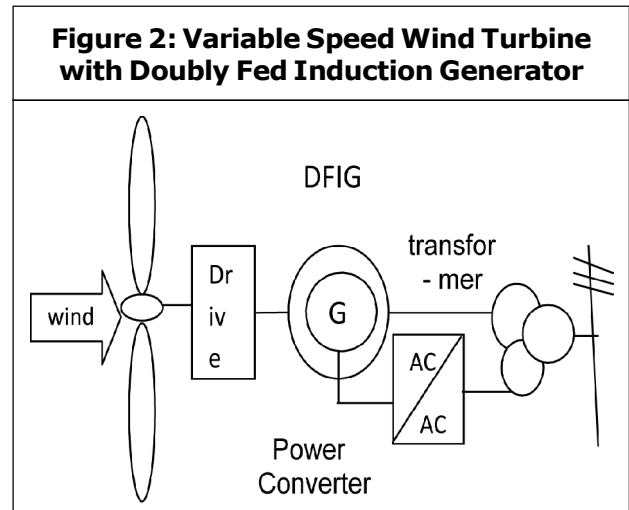 Figure 2: Variable Speed Wind Turbine
with Doubly Fed Induction Generator
DFIG
transfor
- mer
wind
Dr
iv
e
G
AC
AC
Power
Converter